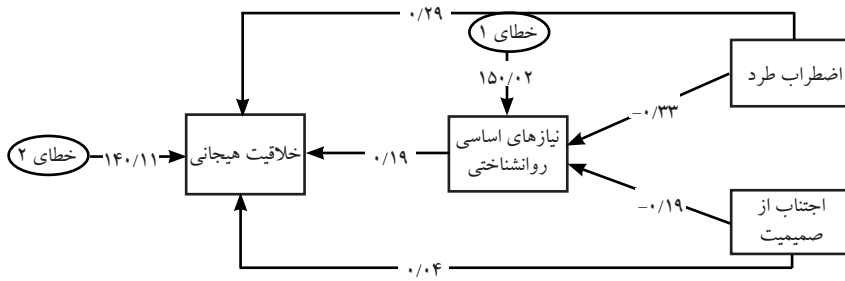 ۰/۲۹
خطای ۱
۱۵۰/۰۲
اضطراب طرد
-۰/۳۳
نیازهای اساسی
روانشناختی
۰/۱۹
خلاقیت هیجانی
۱۴۰/۱۱
خطای ۲
-۰/۱۹
اجتناب از
صمیمیت
۰/۰۴